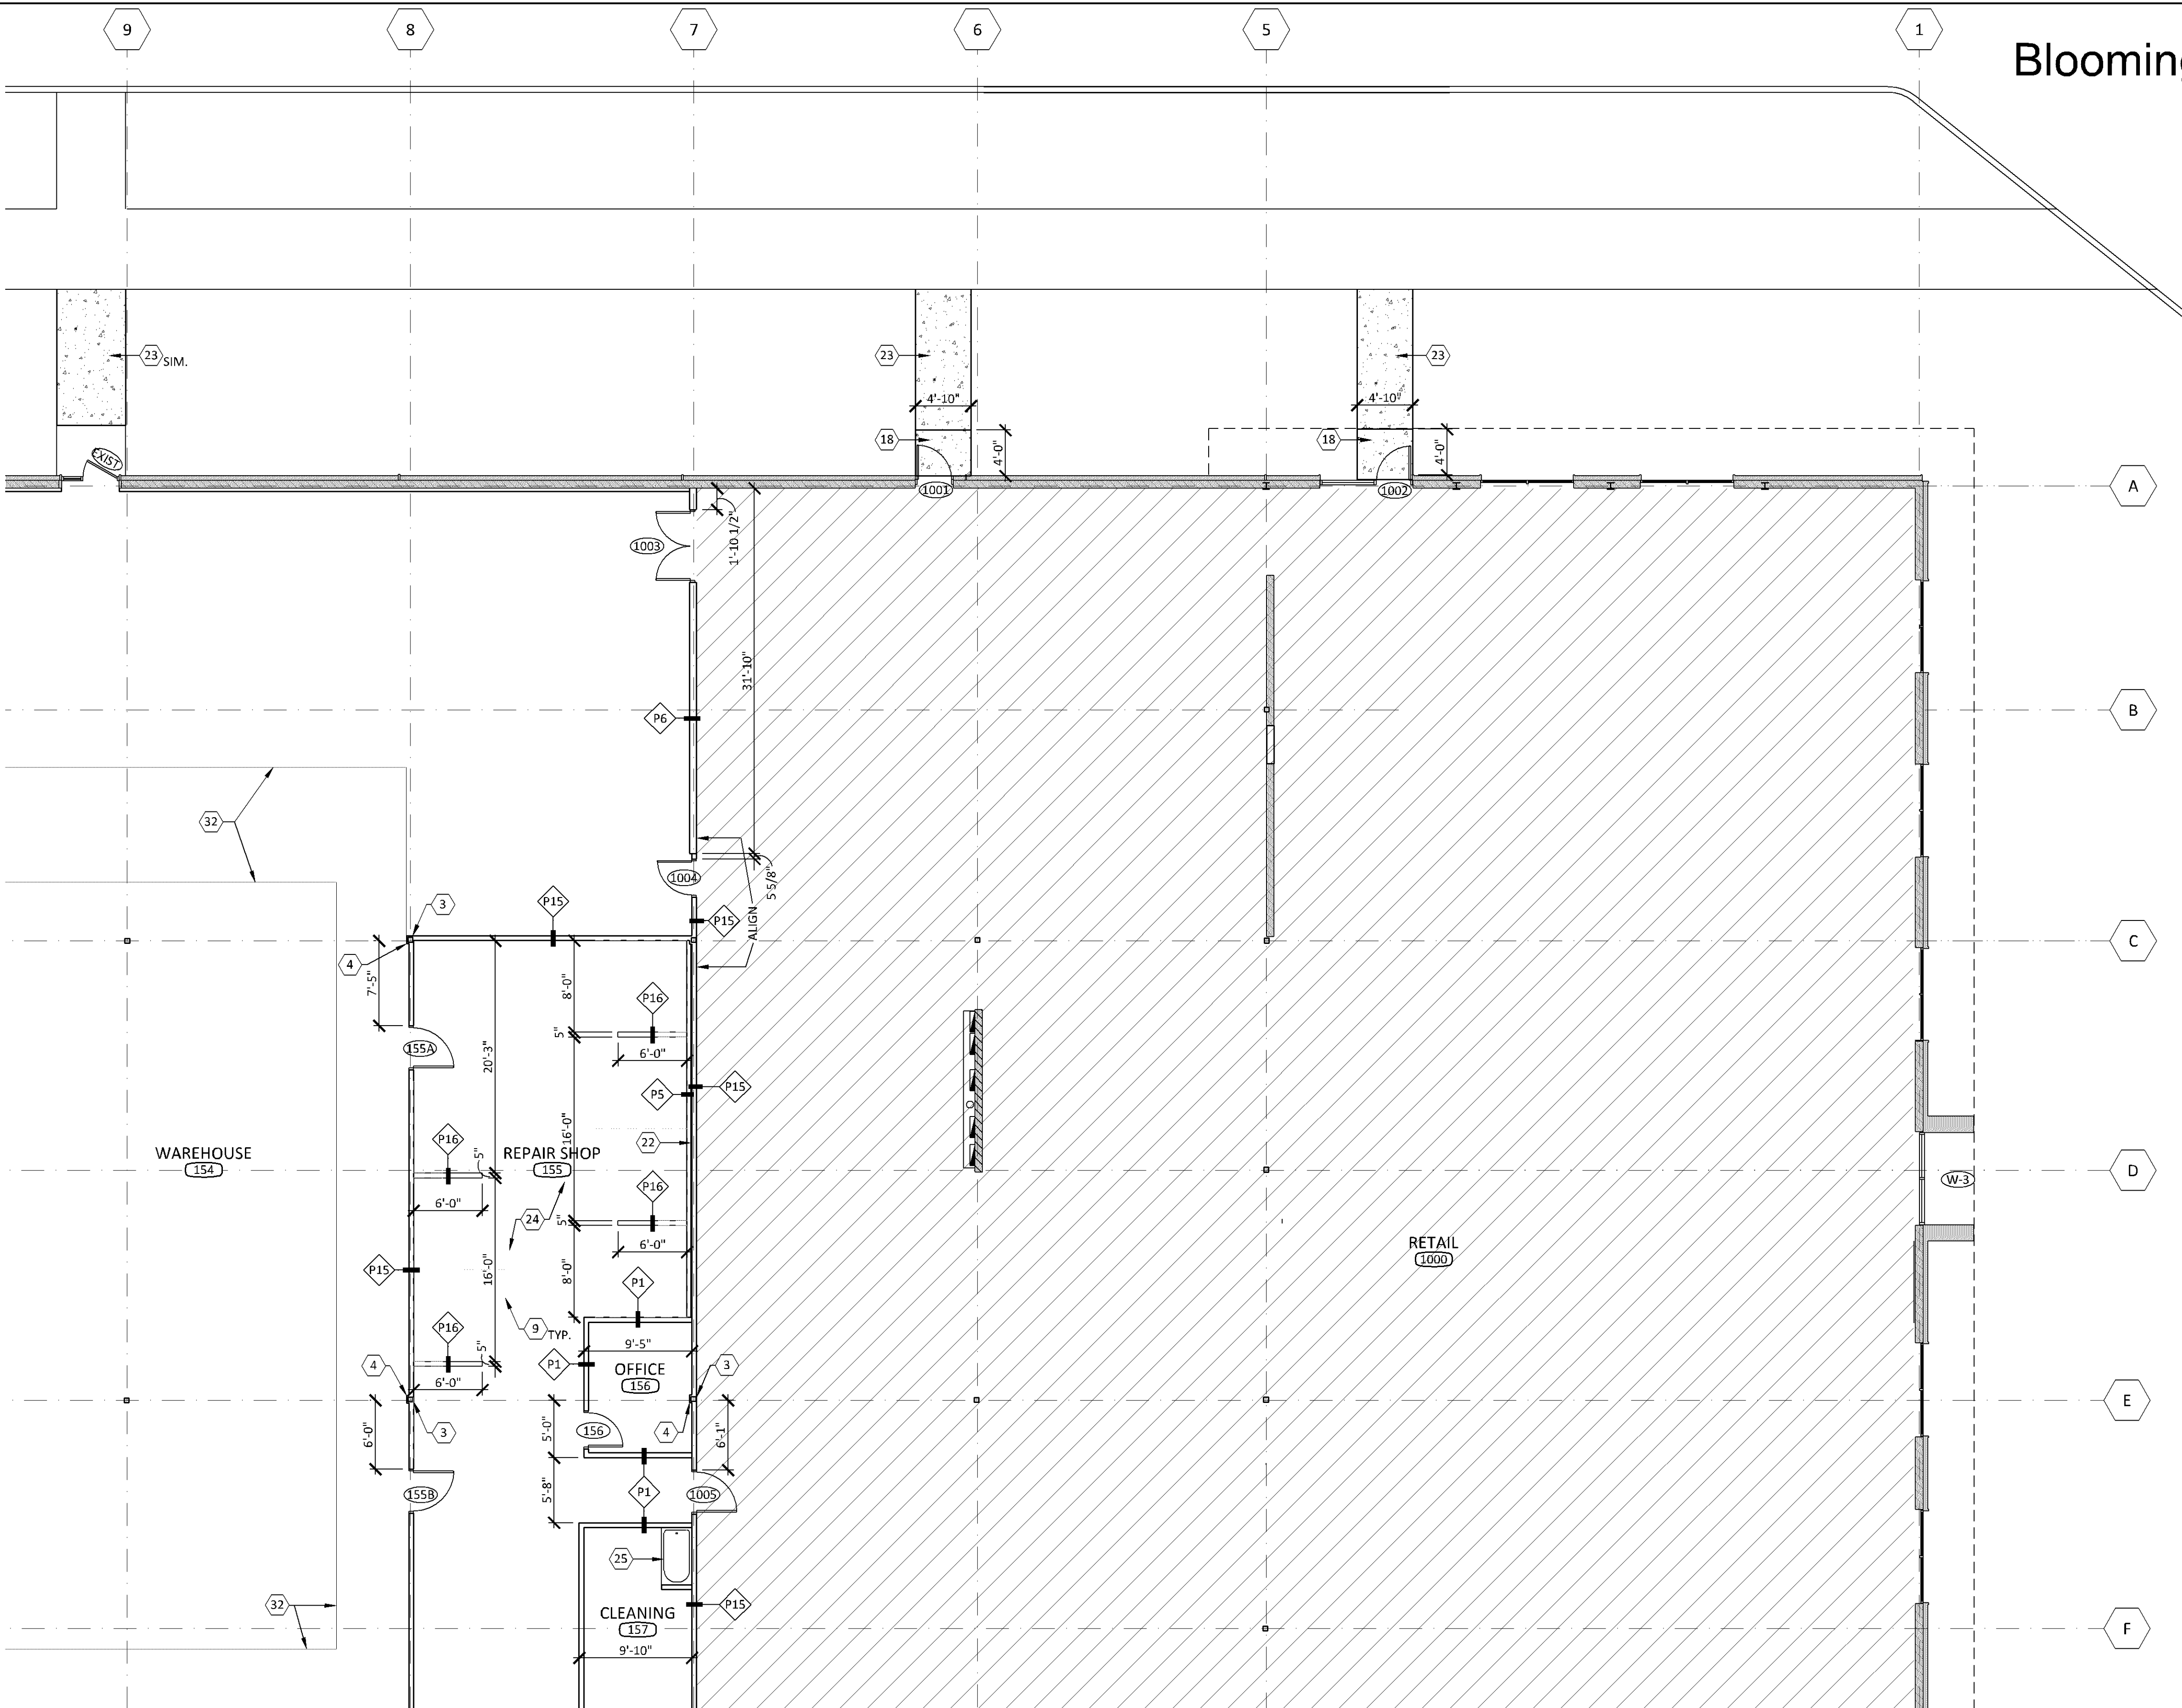 9
8
7
6
5
1
Blooming
23
SIM.
23
23
4'-10"
4'-10"
18
4'-0"
18
4'-0"
EXIST
1001
1002
A
1003
1'-10 1/2"
31'-10"
P6
B
32
1004
5 5/8"
ALIGN
3
P15
P15
4
C
7'-5"
8'-0"
P16
5"
155A
20'-3"
6'-0"
P5
P15
16'-0"
22
WAREHOUSE
154
P16
5"
REPAIR SHOP
155
D
W-3
P16
6'-0"
24
5"
6'-0"
RETAIL
1000
P15
16'-0"
8'-0"
P1
P16
9
TYP.
5"
9'-5"
4
P1
OFFICE
156
3
6'-0"
E
3
6'-0"
5'-0"
156
4
6'-1"
155B
5'-8"
P1
1005
25
32
CLEANING
157
P15
9'-10"
F